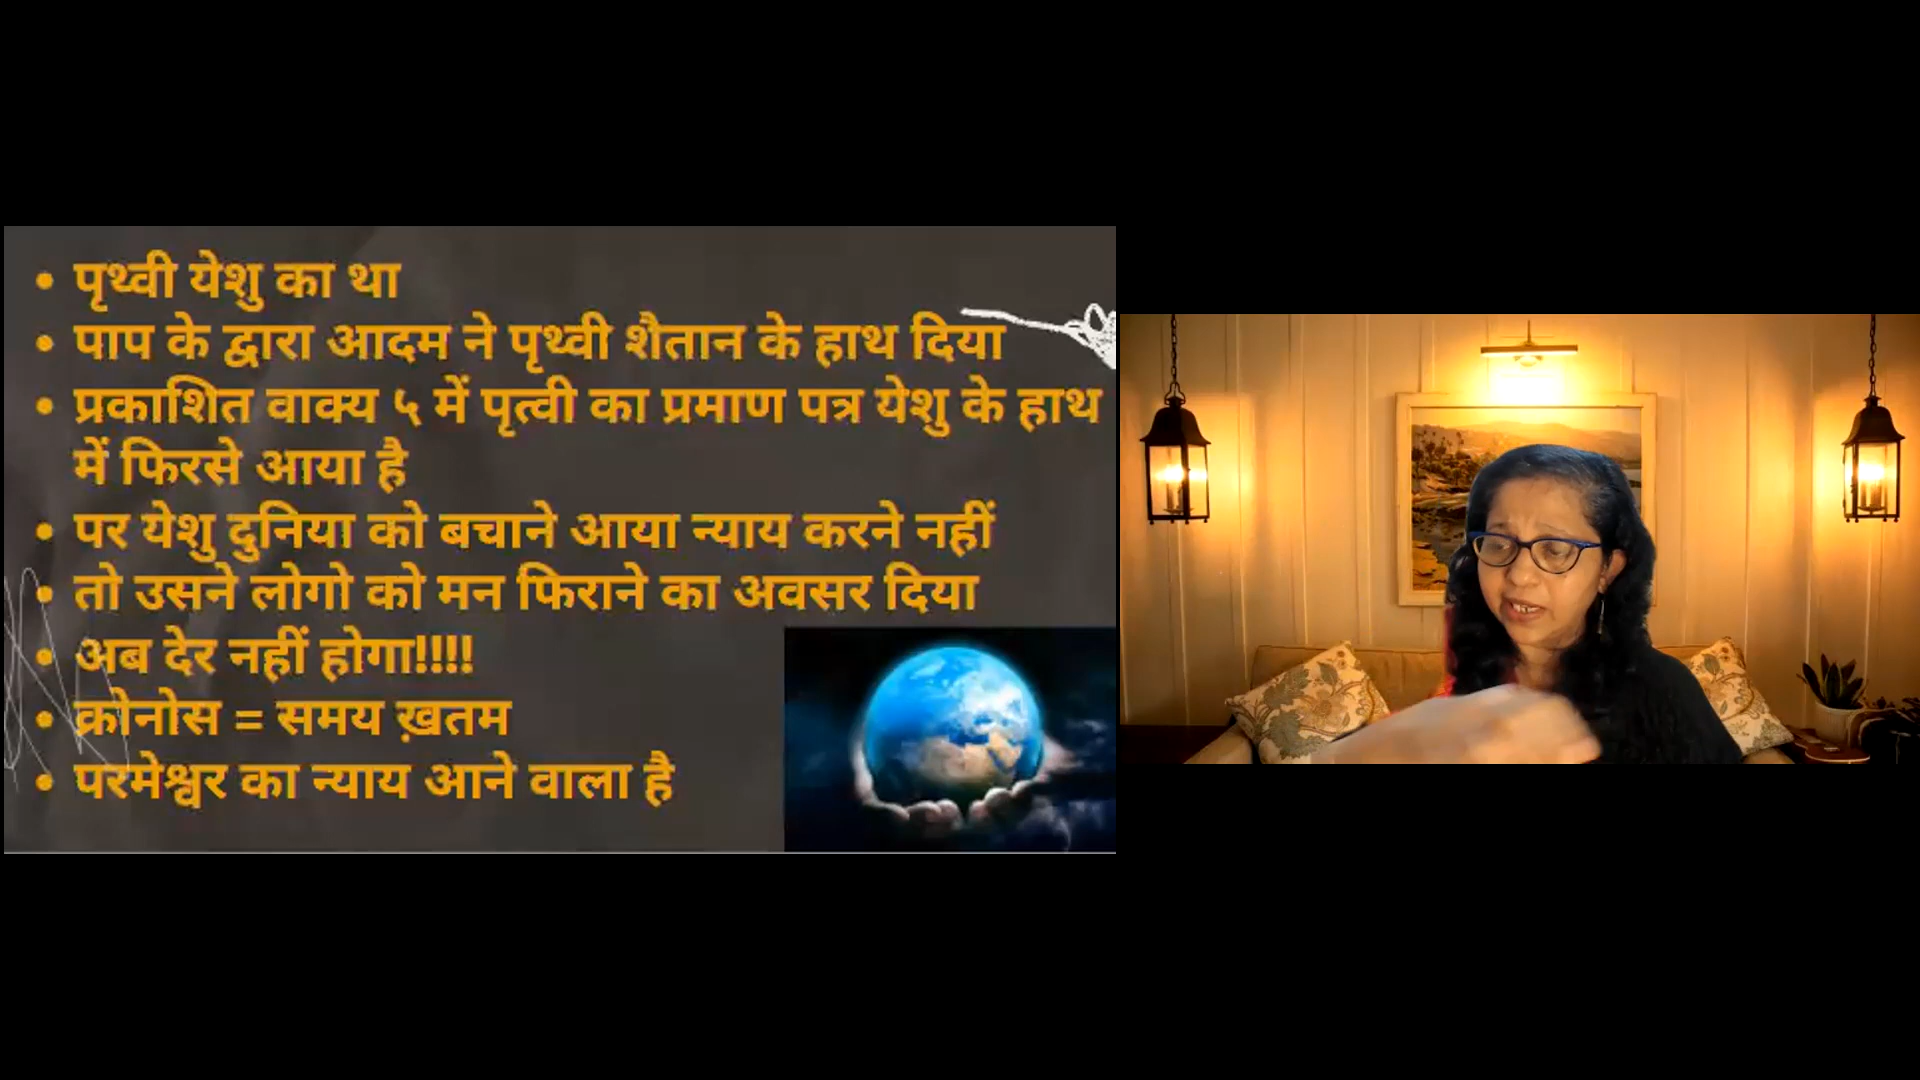 • पृथ्वी येशु का था
• पाप के द्वारा आदम ने पृथ्वी शैतान के हाथ दिया
• प्रकाशित वाक्य ५ में पृत्वी का प्रमाण पत्र येशु के हाथ
में फिरसे आया है
• पर येशु दुनिया को बचाने आया न्याय करने नहीं
• तो उसने लोगो को मन फिराने का अवसर दिया
• अब देर नहीं होगा!!!!
• क्रोनोस = समय ख़तम
• परमेश्वर का न्याय आने वाला है